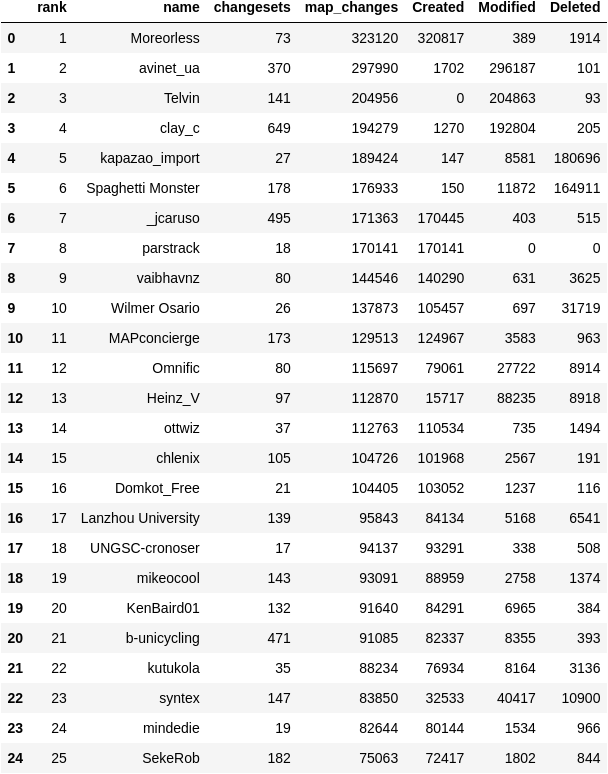 rank name changesets map_changes Created Modified Deleted
0 1 Moreorless 73 323120 320817 389 1914
1 2 avinet_ua 370 297990 1702 296187 101
2 3 Telvin 141 204956 0 204863 93
3 4 clay_c 649 194279 1270 192804 205
4 5 kapazao_import 27 189424 147 8581 180696
5 6 Spaghetti Monster 178 176933 150 11872 164911
6 7 _jcaruso 495 171363 170445 403 515
7 8 parstrack 18 170141 170141 0 0
8 9 vaibhavnz 80 144546 140290 631 3625
9 10 Wilmer Osario 26 137873 105457 697 31719
10 11 MAPconcierge 173 129513 124967 3583 963
11 12 Omnific 80 115697 79061 27722 8914
12 13 Heinz_V 97 112870 15717 88235 8918
13 14 ottwiz 37 112763 110534 735 1494
14 15 chlenix 105 104726 101968 2567 191
15 16 Domkot_Free 21 104405 103052 1237 116
16 17 Lanzhou University 139 95843 84134 5168 6541
17 18 UNGSC-cronoser 17 94137 93291 338 508
18 19 mikeocool 143 93091 88959 2758 1374
19 20 KenBaird01 132 91640 84291 6965 384
20 21 b-unicycling 471 91085 82337 8355 393
21 22 kutukola 35 88234 76934 8164 3136
22 23 syntex 147 83850 32533 40417 10900
23 24 mindedie 19 82644 80144 1534 966
24 25 SekeRob 182 75063 72417 1802 844